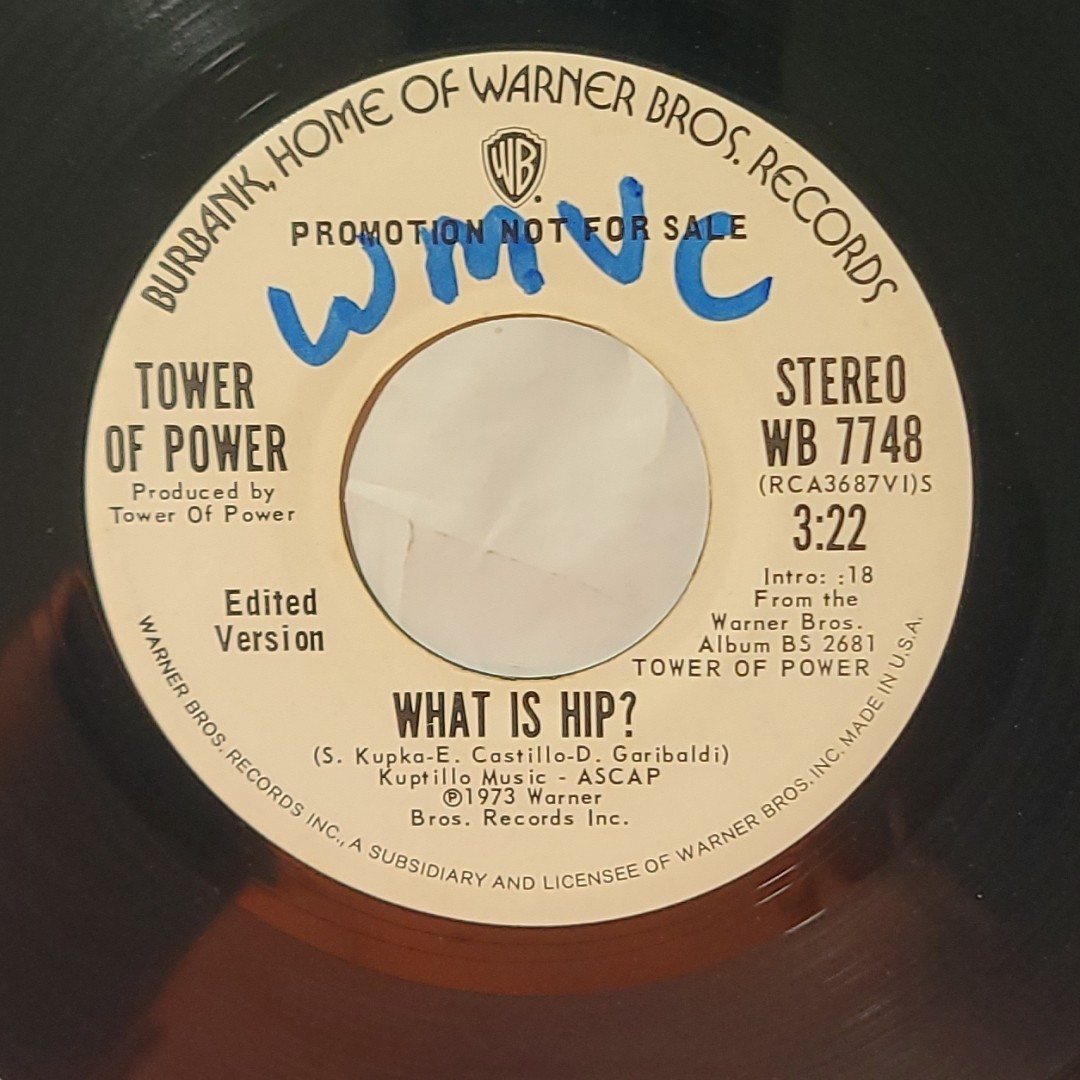 BURBANK, HOME OF WARNER BROS. RECORDS
WB
PROMOTION NOT FOR SALE
WMVC
TOWER
OF POWER
Produced by
Tower Of Power
Edited
Version
STEREO
WB 7748
(RCA3687V1)S
3:22
Intro: :18
From the
Warner Bros.
Album BS 2681
TOWER OF POWER
WHAT IS HIP?
(S. Kupka-E. Castillo-D. Garibaldi)
Kuptillo Music - ASCAP
℗1973 Warner
Bros. Records Inc.
WARNER BROS. RECORDS INC., A SUBSIDIARY AND LICENSEE OF WARNER BROS. INC. MADE IN U.S.A.